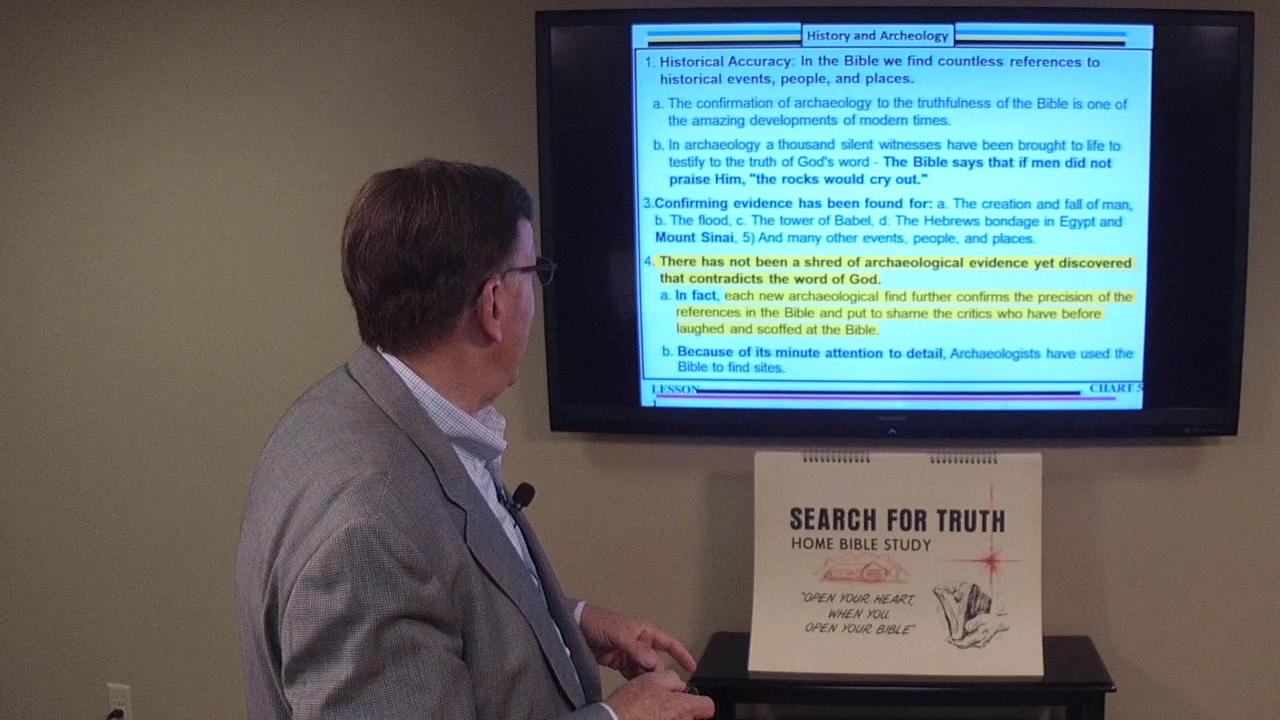 History and Archeology
1. Historical Accuracy: In the Bible we find countless references to
historical events, people, and places.
a. The confirmation of archaeology to the truthfulness of the Bible is one of
the amazing developments of modern times.
b. In archaeology a thousand silent witnesses have been brought to life to
testify to the truth of God's word - The Bible says that if men did not
praise Him, "the rocks would cry out."
3.Confirming evidence has been found for: a. The creation and fall of man,
b. The flood, c. The tower of Babel, d. The Hebrews bondage in Egypt and
Mount Sinai, 5) And many other events, people, and places.
4. There has not been a shred of archaeological evidence yet discovered
that contradicts the word of God.
a. In fact, each new archaeological find further confirms the precision of the
references in the Bible and put to shame the critics who have before
laughed and scoffed at the Bible.
b. Because of its minute attention to detail, Archaeologists have used the
Bible to find sites.
LESSON CHART 5
1
SEARCH FOR TRUTH
HOME BIBLE STUDY
"OPEN YOUR HEART,
WHEN YOU
OPEN YOUR BIBLE"